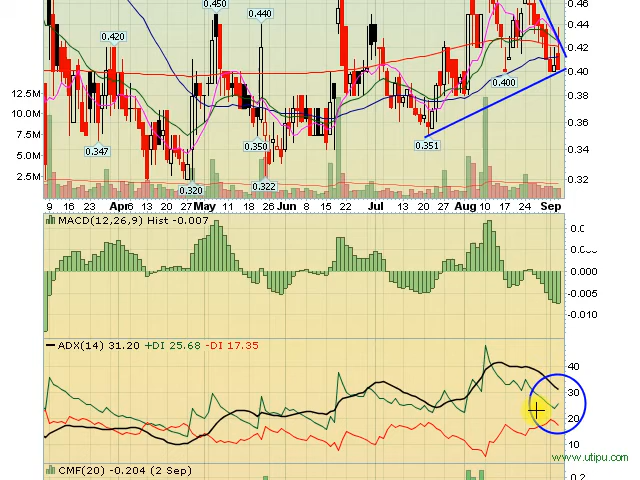 0.46
0.450
0.440
0.44
0.420
0.42
0.400
0.40
12.5M
0.38
10.0M
7.5M
0.36
0.347
0.350
0.351
5.0M
0.34
2.5M
0.320
0.322
0.32
9 16 23 Apr 6 13 20 27 May 11 18 26 Jun 8 15 22 Jul 13 20 27 Aug 10 17 24 Sep
MACD(12,26,9) Hist -0.007
0.000
-0.005
-0.010
ADX(14) 31.20 +DI 25.68 -DI 17.35
40
30
20
10
www.utipu.com
CMF(20) -0.204 (2 Sep)
0.2